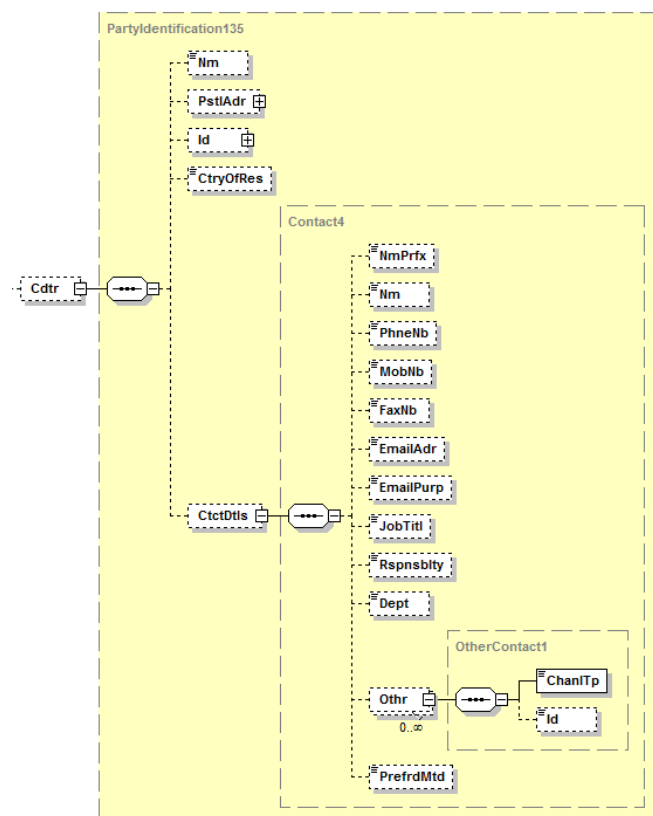 PartyIdentification135
Nm
PstlAdr
Id
CtryOfRes
Contact4
NmPrfx
Nm
Cdtr
PhneNb
MobNb
FaxNb
EmailAdr
EmailPurp
CtctDtls
JobTitl
Rspnsblty
Dept
OtherContact1
ChanlTp
Othr
Id
0..∞
PrefrdMtd